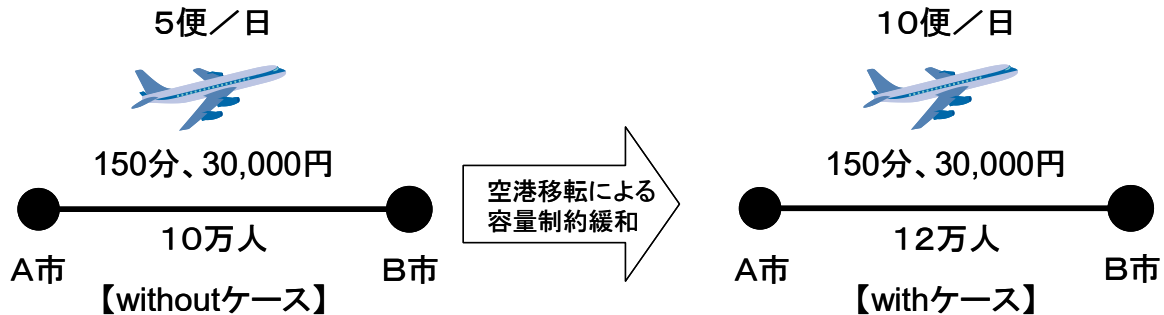 ５便／日
150分、30,000円
１０万人
A市
B市
【withoutケース】
空港移転による
容量制約緩和
１０便／日
150分、30,000円
１２万人
A市
B市
【withケース】